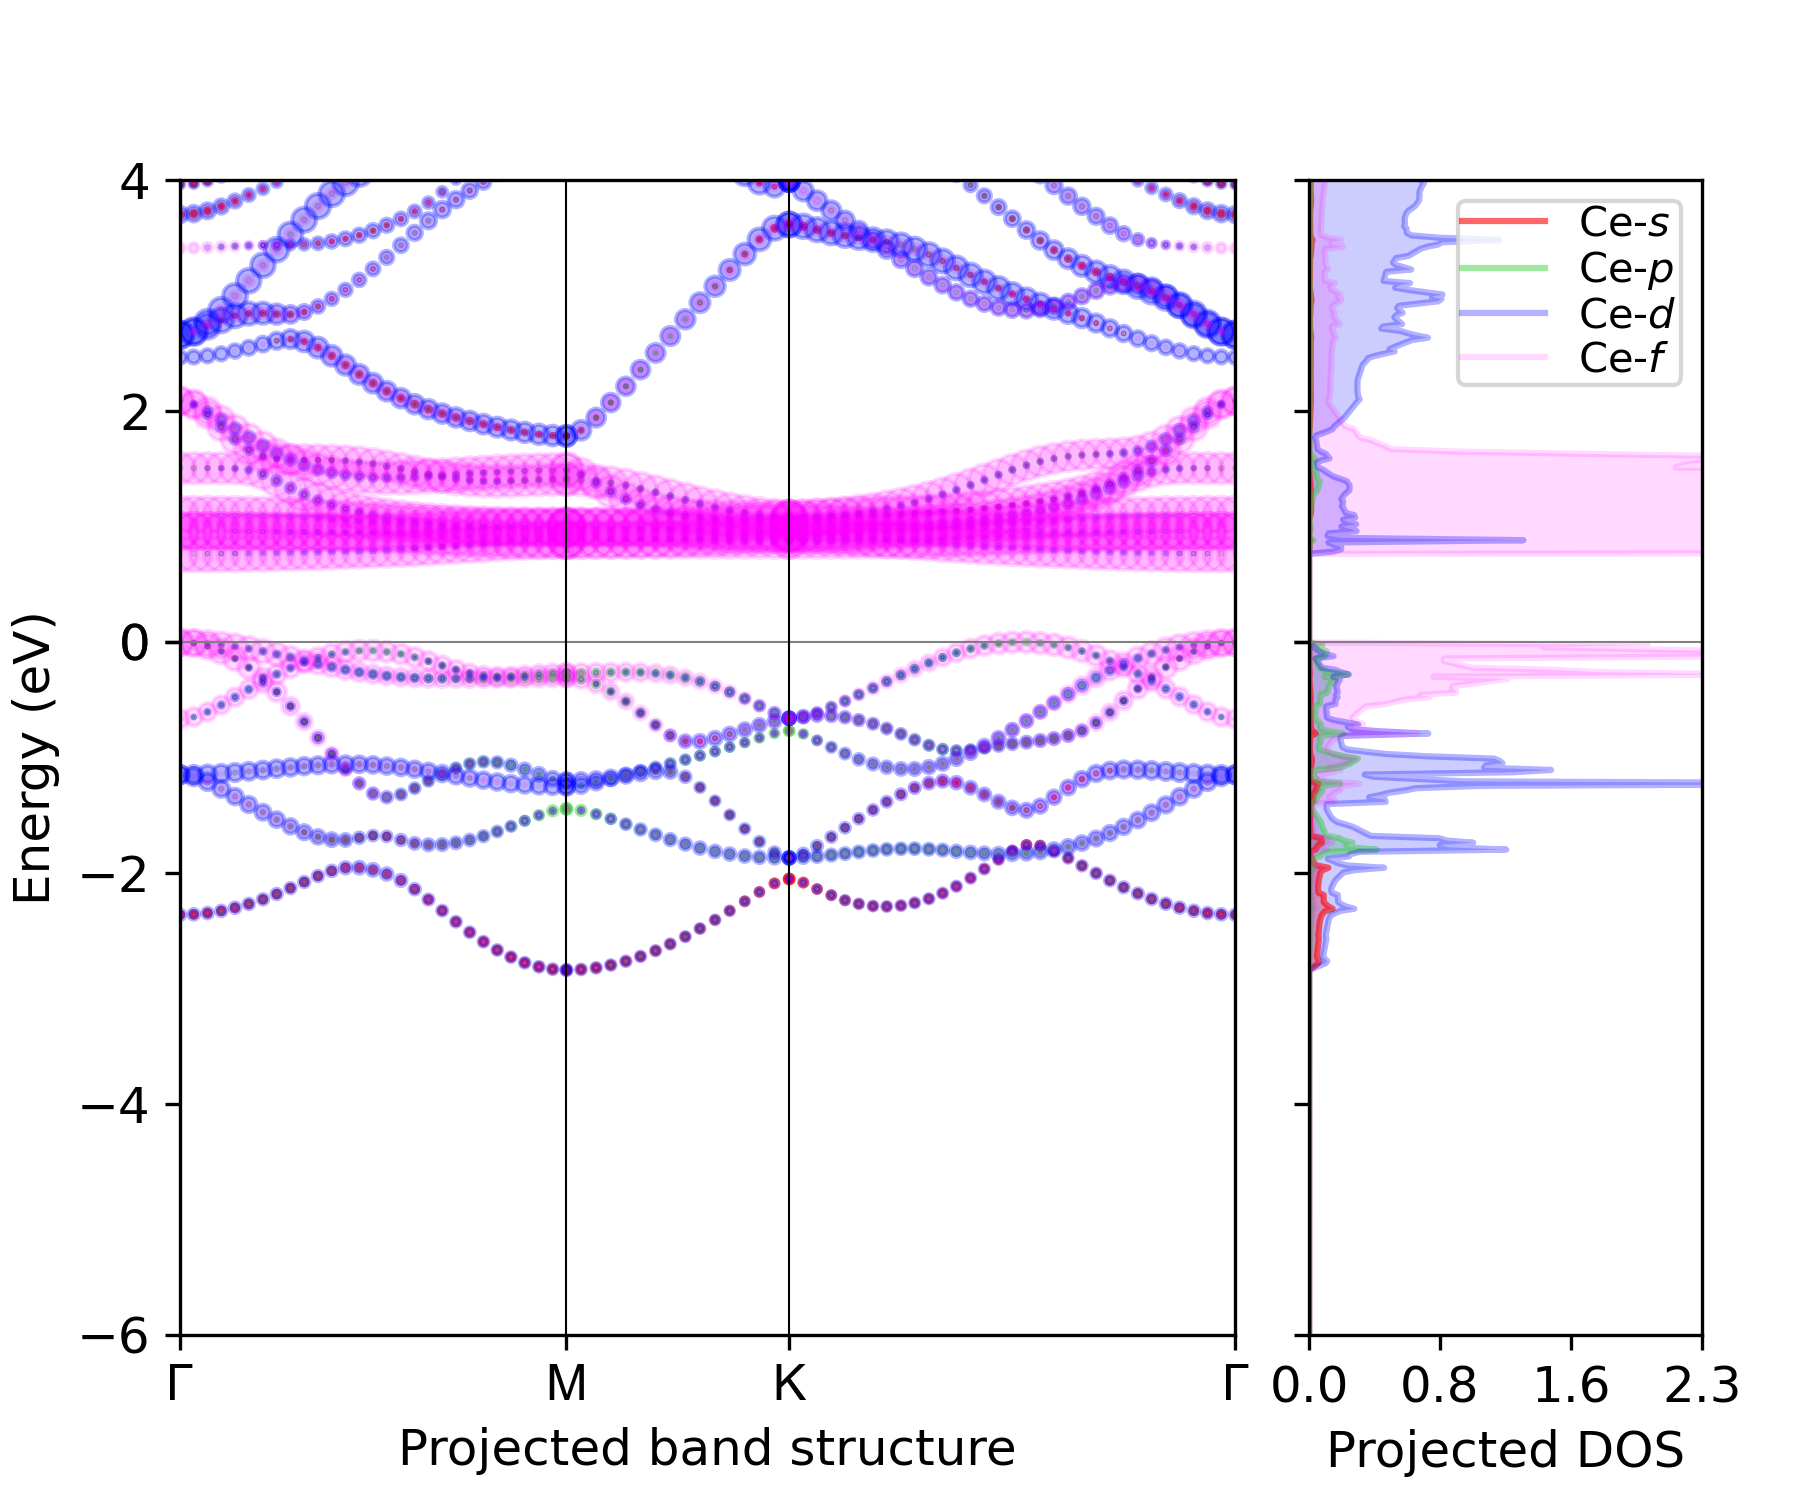 4
2
0
−2
−4
−6
Energy (eV)
Γ
M
K
Γ
Projected band structure
Ce-s
Ce-p
Ce-d
Ce-f
0.0
0.8
1.6
2.3
Projected DOS